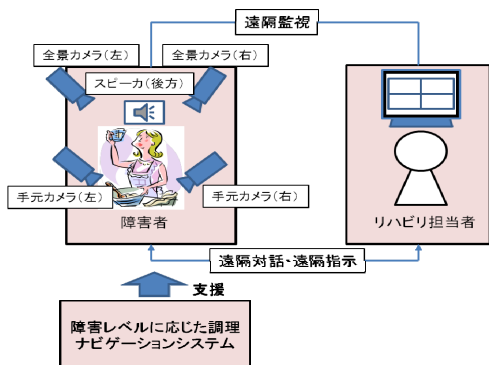 遠隔監視
全景カメラ(左)
全景カメラ(右)
スピーカ(後方)
手元カメラ(左)
手元カメラ(右)
障害者
リハビリ担当者
遠隔対話・遠隔指示
支援
障害レベルに応じた調理
ナビゲーションシステム